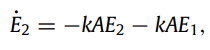 Ė₂ = −kAE₂ − kAE₁,